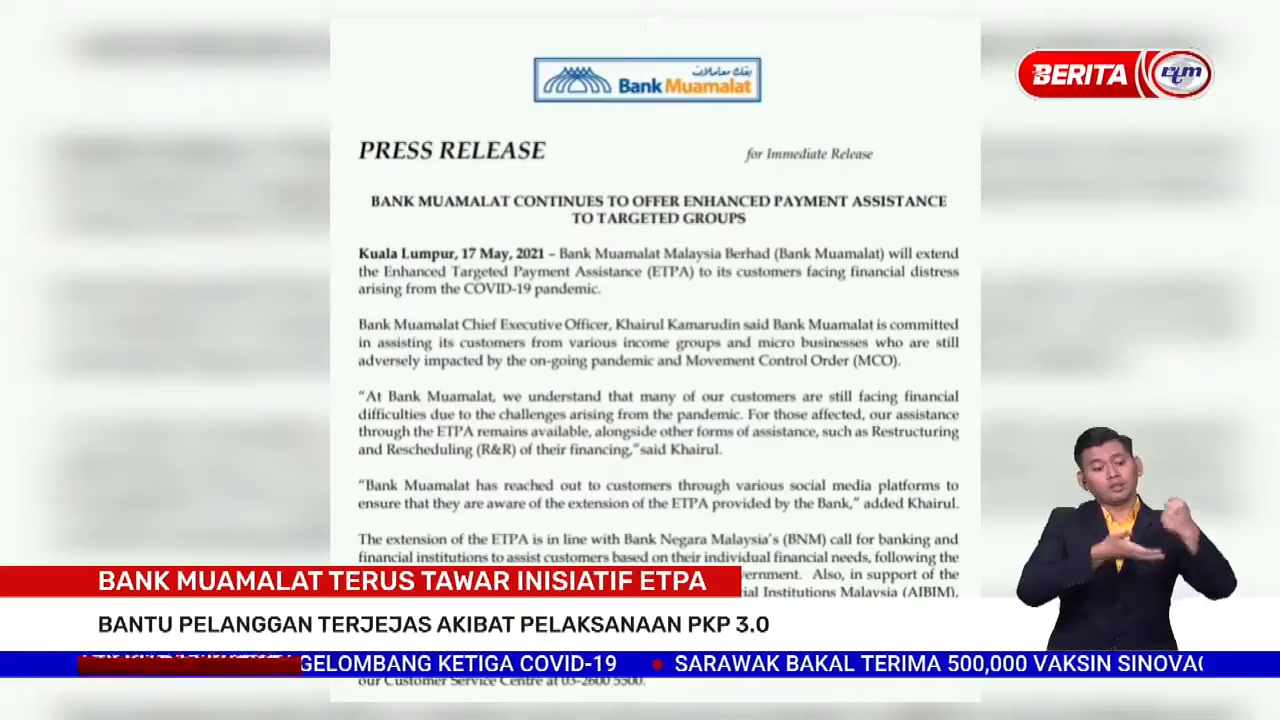 بنك معاملات
Bank Muamalat
BERITA rtm
PRESS RELEASE
for Immediate Release
BANK MUAMALAT CONTINUES TO OFFER ENHANCED PAYMENT ASSISTANCE
TO TARGETED GROUPS
Kuala Lumpur, 17 May, 2021 – Bank Muamalat Malaysia Berhad (Bank Muamalat) will extend
the Enhanced Targeted Payment Assistance (ETPA) to its customers facing financial distress
arising from the COVID-19 pandemic.
Bank Muamalat Chief Executive Officer, Khairul Kamarudin said Bank Muamalat is committed
in assisting its customers from various income groups and micro businesses who are still
adversely impacted by the on-going pandemic and Movement Control Order (MCO).
“At Bank Muamalat, we understand that many of our customers are still facing financial
difficulties due to the challenges arising from the pandemic. For those affected, our assistance
through the ETPA remains available, alongside other forms of assistance, such as Restructuring
and Rescheduling (R&R) of their financing,”said Khairul.
“Bank Muamalat has reached out to customers through various social media platforms to
ensure that they are aware of the extension of the ETPA provided by the Bank,” added Khairul.
The extension of the ETPA is in line with Bank Negara Malaysia’s (BNM) call for banking and
financial institutions to assist customers based on their individual financial needs, following the
Also, in support of the
Institutions Malaysia (AIBIM),
BANK MUAMALAT TERUS TAWAR INISIATIF ETPA
BANTU PELANGGAN TERJEJAS AKIBAT PELAKSANAAN PKP 3.0
GELOMBANG KETIGA COVID-19 • SARAWAK BAKAL TERIMA 500,000 VAKSIN SINOVAC
our Customer Service Centre at 03-2600 5500.